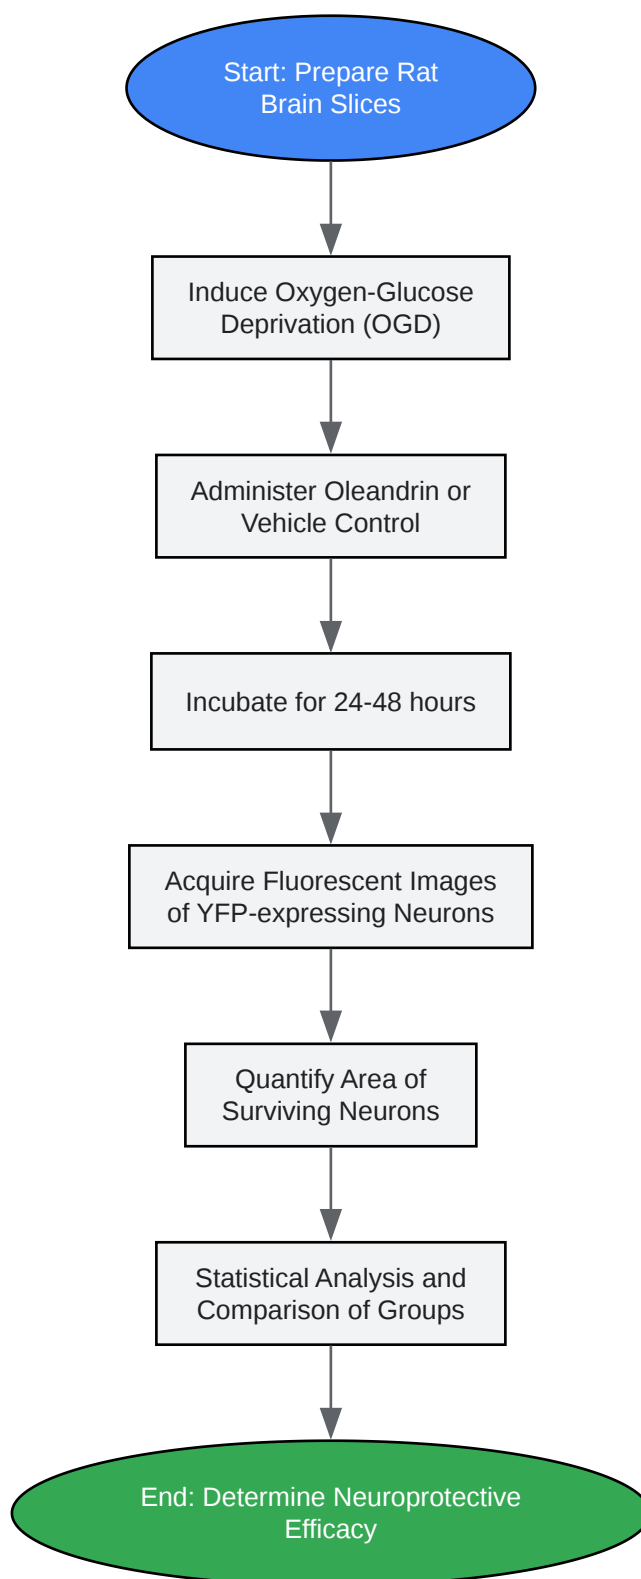 Start: Prepare Rat
Brain Slices
Induce Oxygen-Glucose
Deprivation (OGD)
Administer Oleandrin or
Vehicle Control
Incubate for 24-48 hours
Acquire Fluorescent Images
of YFP-expressing Neurons
Quantify Area of
Surviving Neurons
Statistical Analysis and
Comparison of Groups
End: Determine Neuroprotective
Efficacy